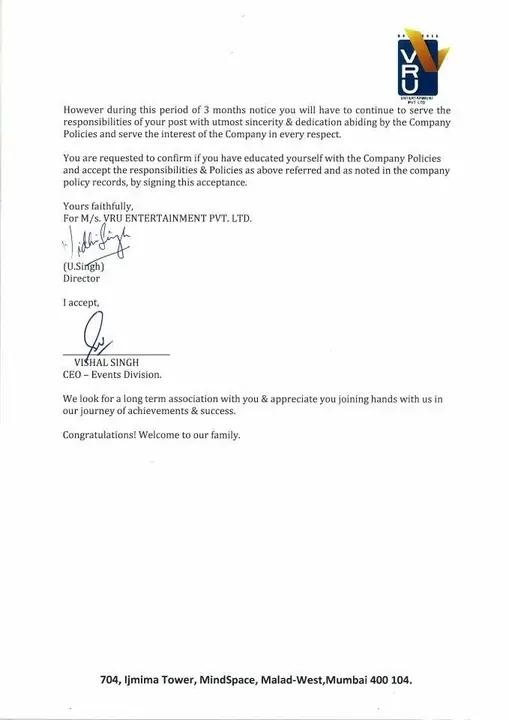 VRU
ENTERTAINMENT
PVT LTD
However during this period of 3 months notice you will have to continue to serve the
responsibilities of your post with utmost sincerity & dedication abiding by the Company
Policies and serve the interest of the Company in every respect.
You are requested to confirm if you have educated yourself with the Company Policies
and accept the responsibilities & Policies as above referred and as noted in the company
policy records, by signing this acceptance.
Yours faithfully,
For M/s. VRU ENTERTAINMENT PVT. LTD.
(U.Singh)
Director
I accept,
VISHAL SINGH
CEO – Events Division.
We look for a long term association with you & appreciate you joining hands with us in
our journey of achievements & success.
Congratulations! Welcome to our family.
704, Ijmima Tower, MindSpace, Malad-West,Mumbai 400 104.